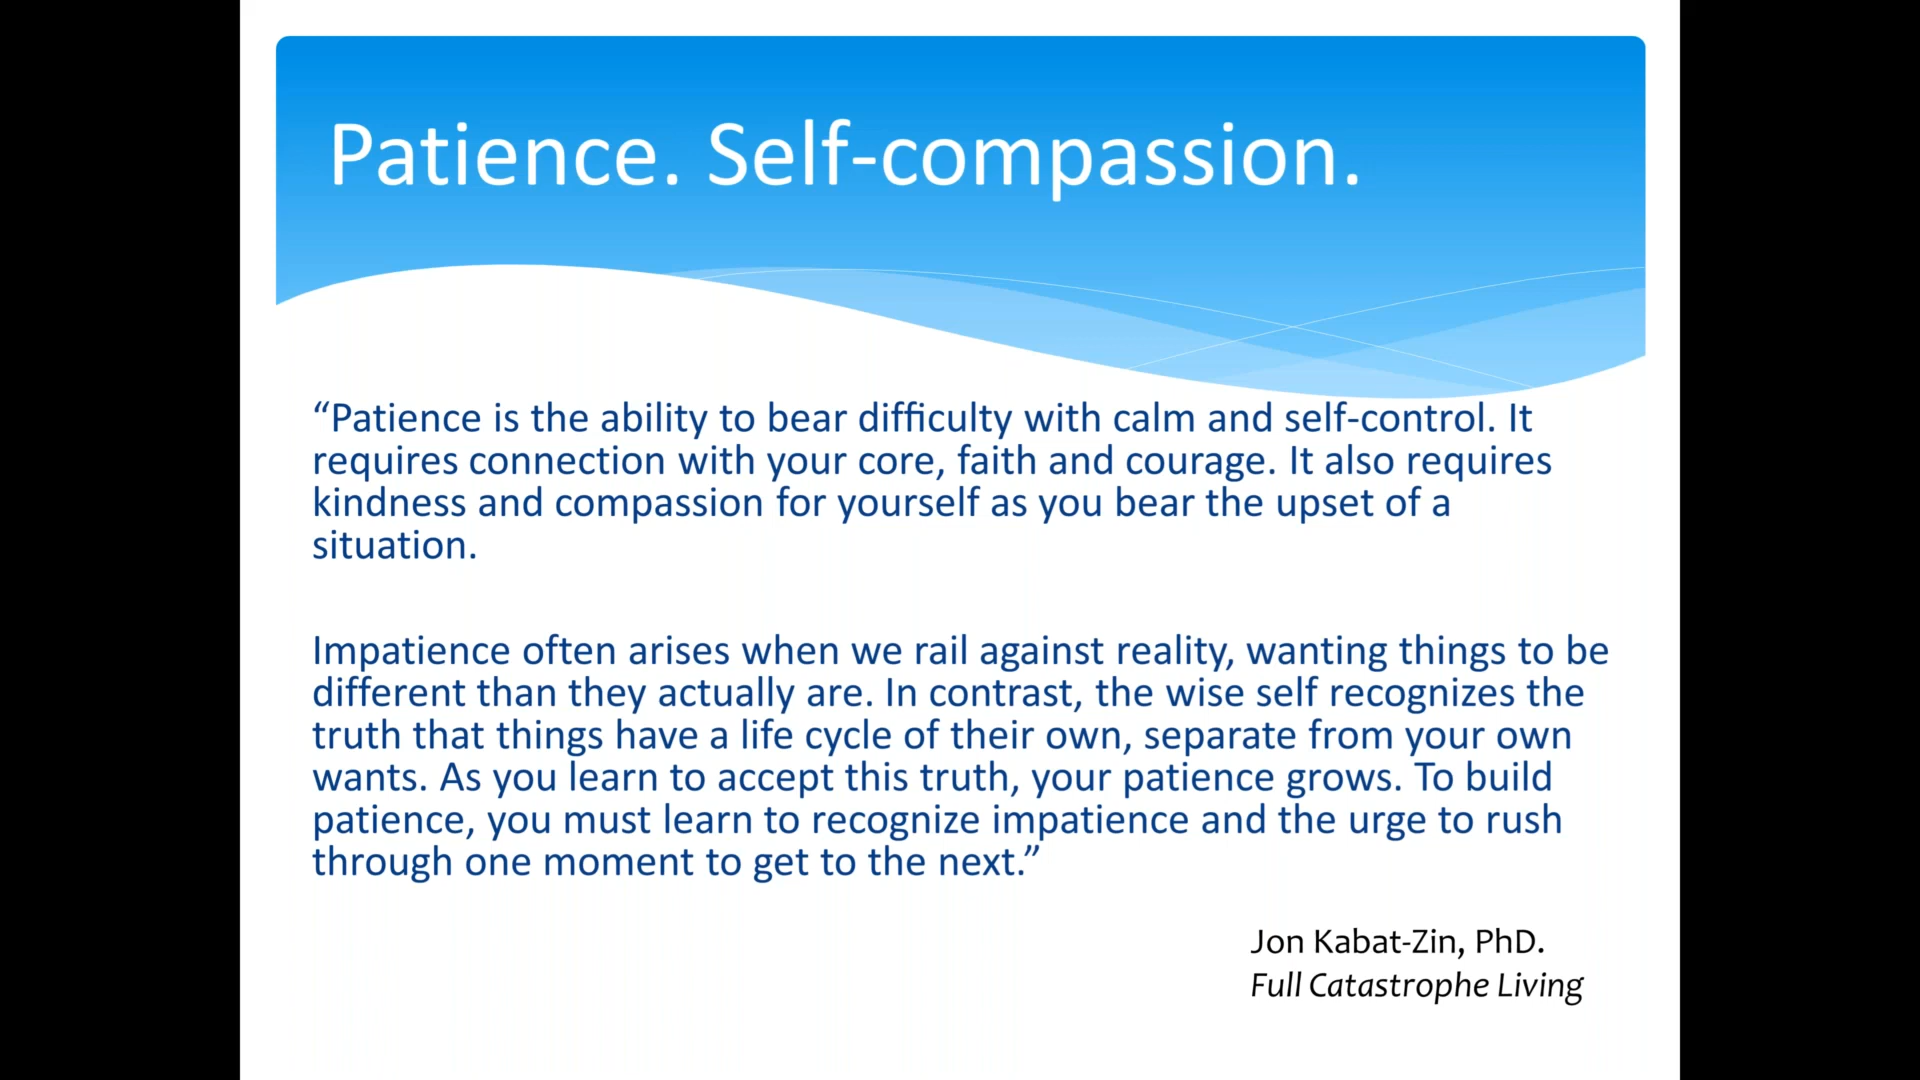 Patience. Self-compassion.
“Patience is the ability to bear difficulty with calm and self-control. It
requires connection with your core, faith and courage. It also requires
kindness and compassion for yourself as you bear the upset of a
situation.
Impatience often arises when we rail against reality, wanting things to be
different than they actually are. In contrast, the wise self recognizes the
truth that things have a life cycle of their own, separate from your own
wants. As you learn to accept this truth, your patience grows. To build
patience, you must learn to recognize impatience and the urge to rush
through one moment to get to the next.”
Jon Kabat-Zin, PhD.
Full Catastrophe Living